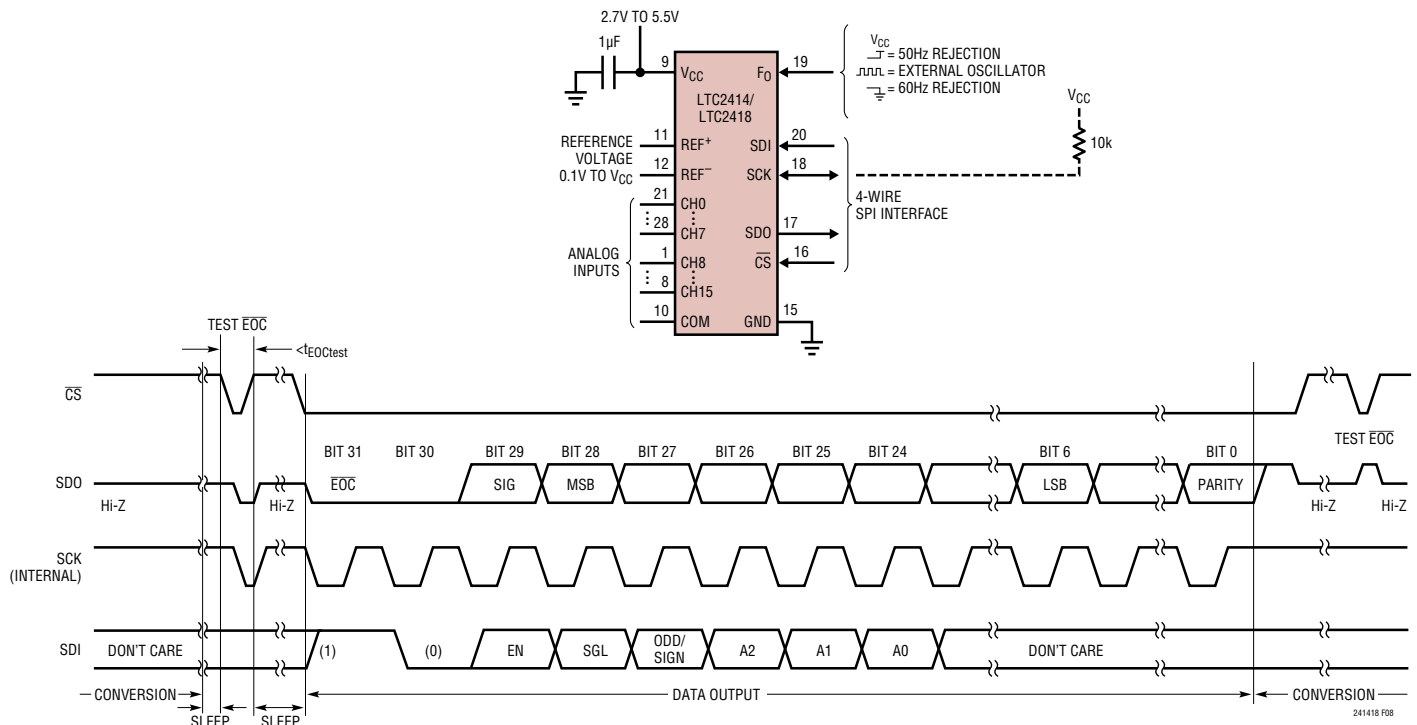 2.7V TO 5.5V
1µF
9
VCC
FO
19
VCC
= 50Hz REJECTION
= EXTERNAL OSCILLATOR
= 60Hz REJECTION
LTC2414/
LTC2418
VCC
10k
REFERENCE
VOLTAGE
0.1V TO VCC
11
REF+
12
REF–
SDI
20
SCK
18
SDO
17
CS
16
4-WIRE
SPI INTERFACE
ANALOG
INPUTS
21
CH0
28
CH7
1
CH8
8
CH15
10
COM
GND
15
TEST EOC
<tEOCtest
CS
BIT 31 BIT 30 BIT 29 BIT 28 BIT 27 BIT 26 BIT 25 BIT 24 BIT 6 BIT 0
TEST EOC
SDO
EOC SIG MSB LSB PARITY
Hi-Z Hi-Z Hi-Z Hi-Z
SCK
(INTERNAL)
SDI
DON'T CARE (1) (0) EN SGL ODD/
SIGN A2 A1 A0 DON'T CARE
CONVERSION DATA OUTPUT CONVERSION
SLEEP SLEEP
241418 F08